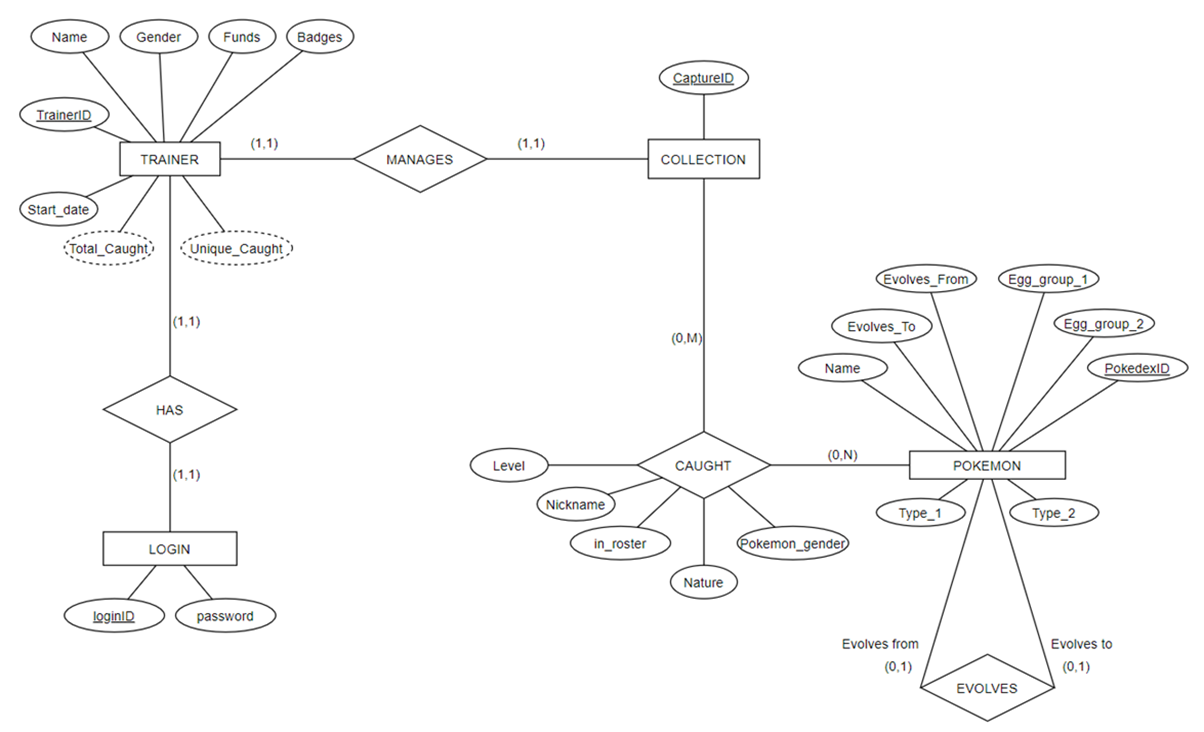 Name
Gender
Funds
Badges
TrainerID
TRAINER
Start_date
Total_Caught
Unique_Caught
(1,1)
MANAGES
(1,1)
CaptureID
COLLECTION
(1,1)
HAS
(1,1)
LOGIN
loginID
password
(0,M)
CAUGHT
Level
Nickname
in_roster
Nature
Pokemon_gender
(0,N)
Evolves_From
Egg_group_1
Evolves_To
Egg_group_2
Name
PokedexID
POKEMON
Type_1
Type_2
Evolves from
(0,1)
Evolves to
(0,1)
EVOLVES